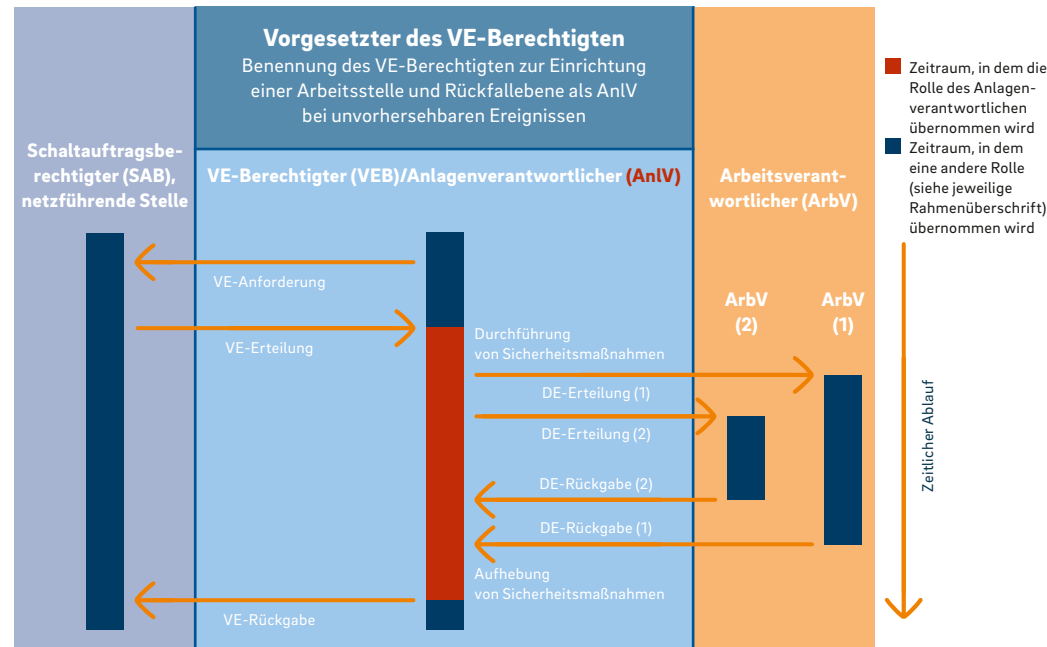 Vorgesetzter des VE-Berechtigten
Benennung des VE-Berechtigten zur Einrichtung
einer Arbeitsstelle und Rückfallebene als AnlV
bei unvorhersehbaren Ereignissen
Schaltauftragsbe-
rechtigter (SAB),
netzführende Stelle
VE-Berechtigter (VEB)/Anlagenverantwortlicher (AnlV)
Arbeitsverant-
wortlicher (ArbV)
Zeitraum, in dem die
Rolle des Anlagen-
verantwortlichen
übernommen wird
Zeitraum, in dem
eine andere Rolle
(siehe jeweilige
Rahmenüberschrift)
übernommen wird
VE-Anforderung
VE-Erteilung
ArbV
(2)
ArbV
(1)
Durchführung
von Sicherheitsmaßnahmen
DE-Erteilung (1)
DE-Erteilung (2)
DE-Rückgabe (2)
DE-Rückgabe (1)
Aufhebung
von Sicherheitsmaßnahmen
VE-Rückgabe
Zeitlicher Ablauf